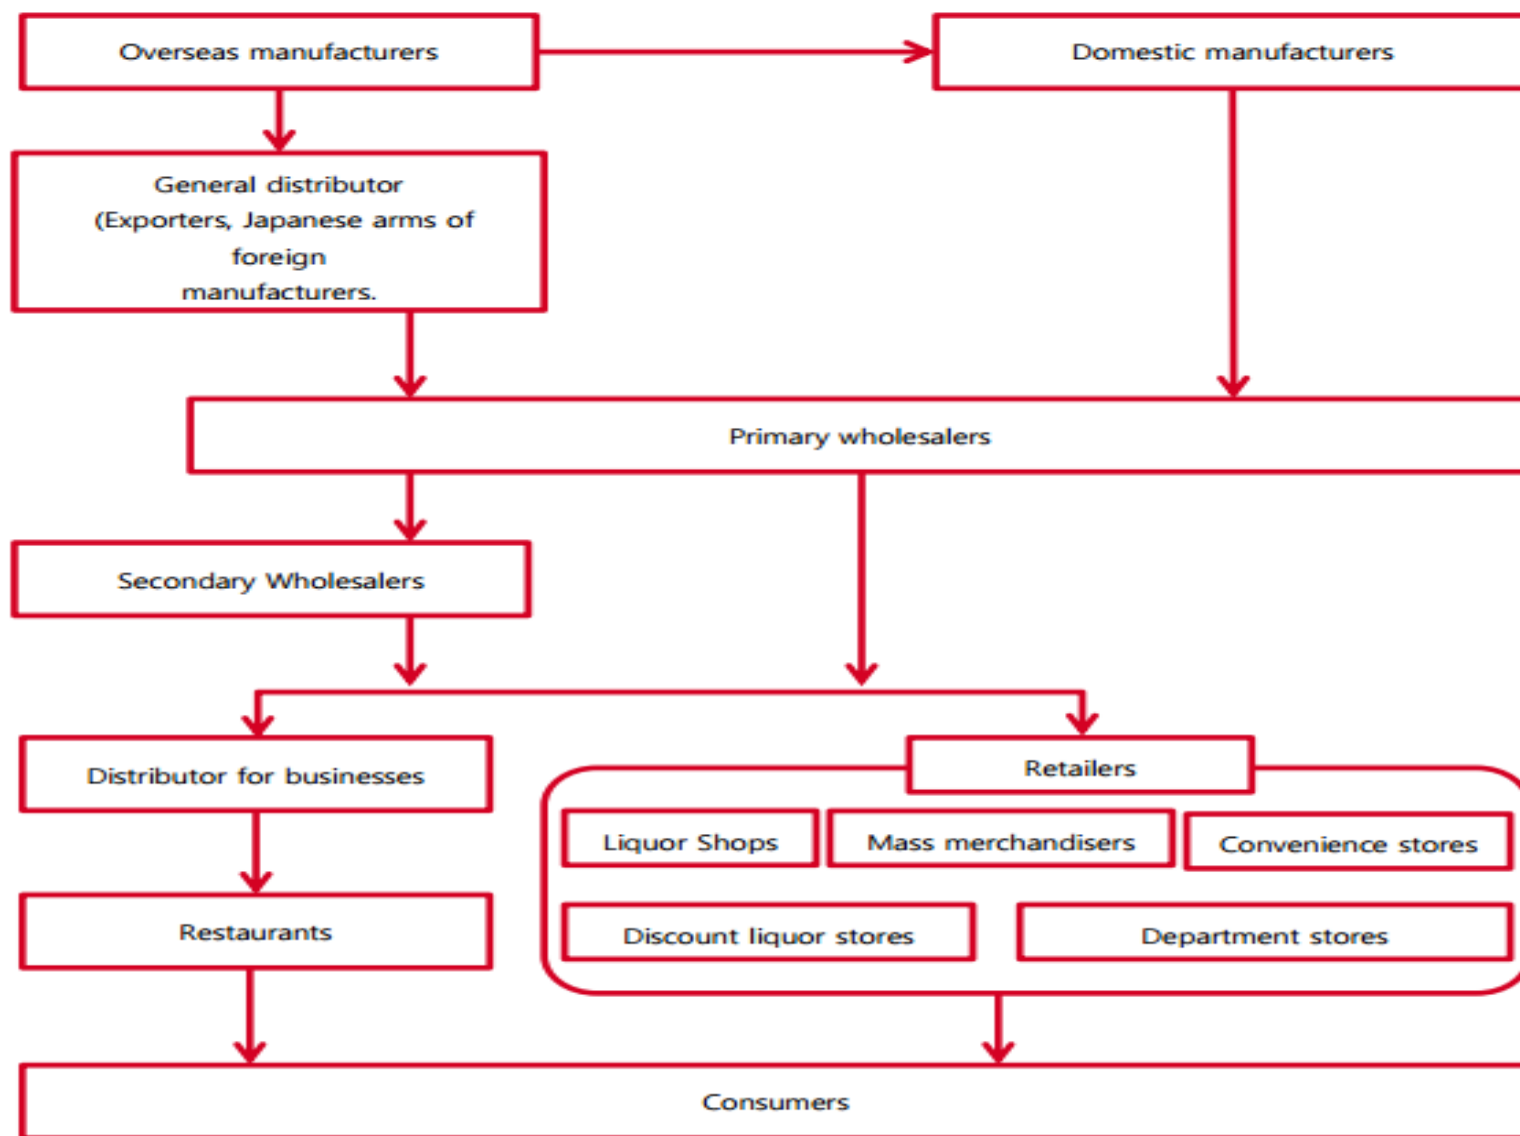 Overseas manufacturers
Domestic manufacturers
General distributor
(Exporters, Japanese arms of
foreign
manufacturers.
Primary wholesalers
Secondary Wholesalers
Distributor for businesses
Retailers
Liquor Shops
Mass merchandisers
Convenience stores
Restaurants
Discount liquor stores
Department stores
Consumers